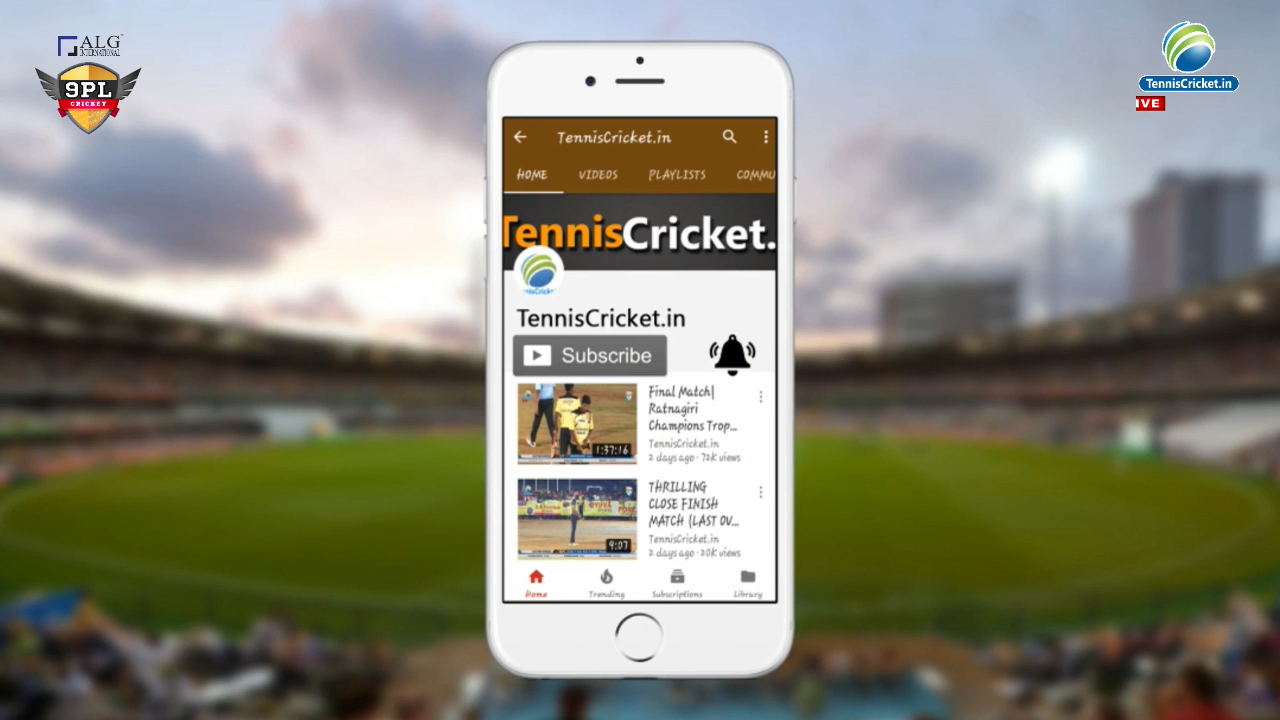 ALG
INTERNATIONAL
9PL
CRICKET
TennisCricket.in
IVE
TennisCricket.in
HOME VIDEOS PLAYLISTS COMMU
TennisCricket.
TennisCricket.in
Subscribe
Final Match|
Ratnagiri
Champions Trop...
TennisCricket.in
2 days ago · 72K views
1:37:16
THRILLING
CLOSE FINISH
MATCH (LAST OV...
TennisCricket.in
2 days ago · 20K views
9:07
Home Trending Subscriptions Library